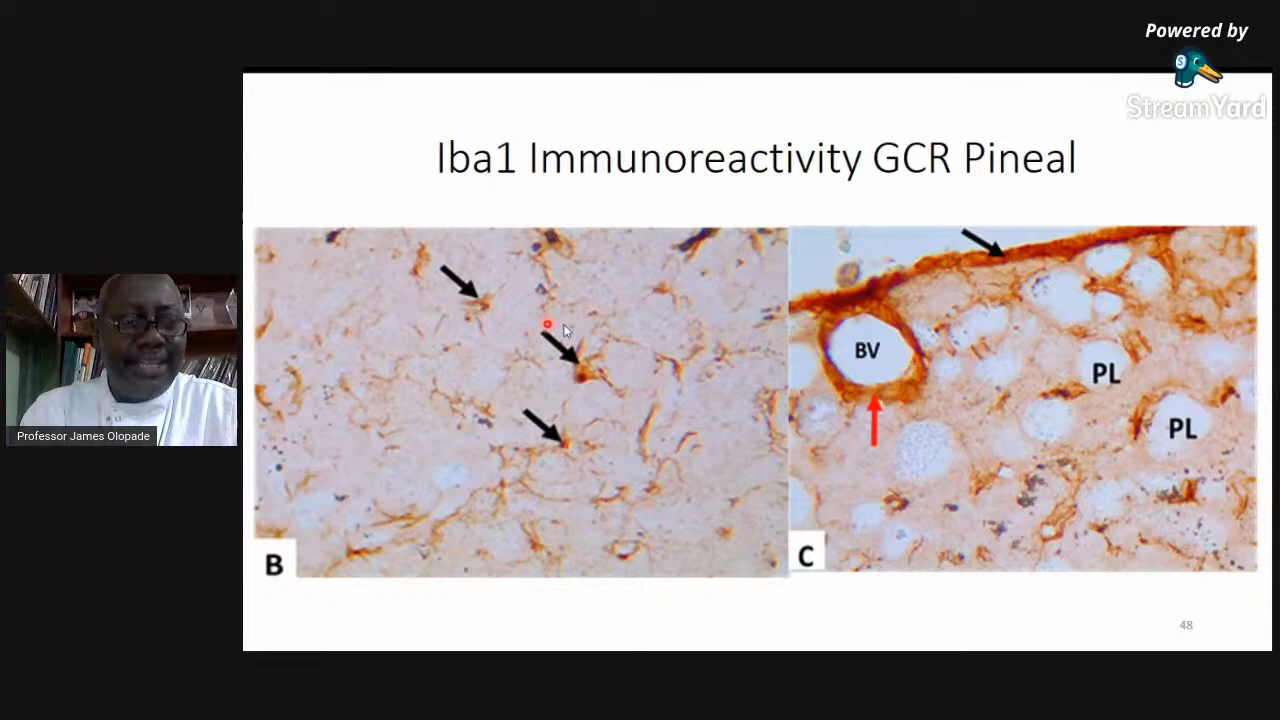 Powered by
StreamYard
Iba1 Immunoreactivity GCR Pineal
BV
PL
PL
B
C
Professor James Olopade
48